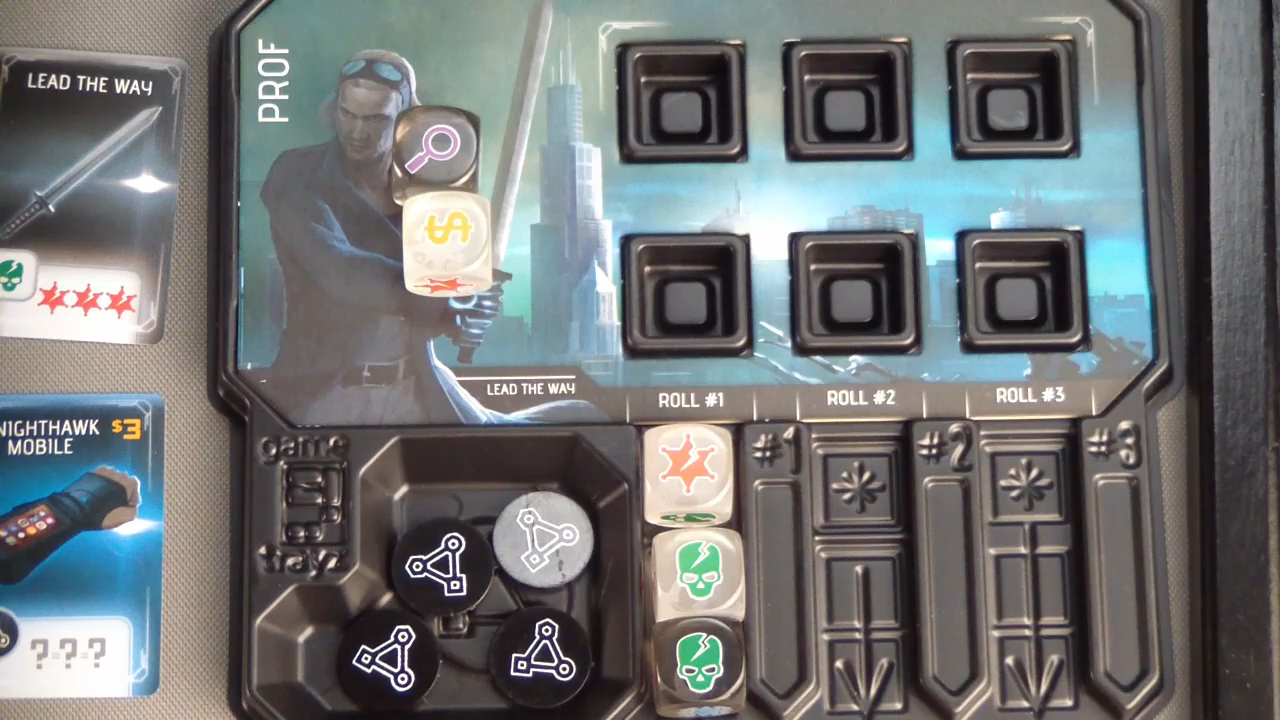 LEAD THE WAY
NIGHTHAWK $3
MOBILE
?=?=?
PROF
$
LEAD THE WAY
ROLL #1
ROLL #2
ROLL #3
game
trayz
#1
#2
#3